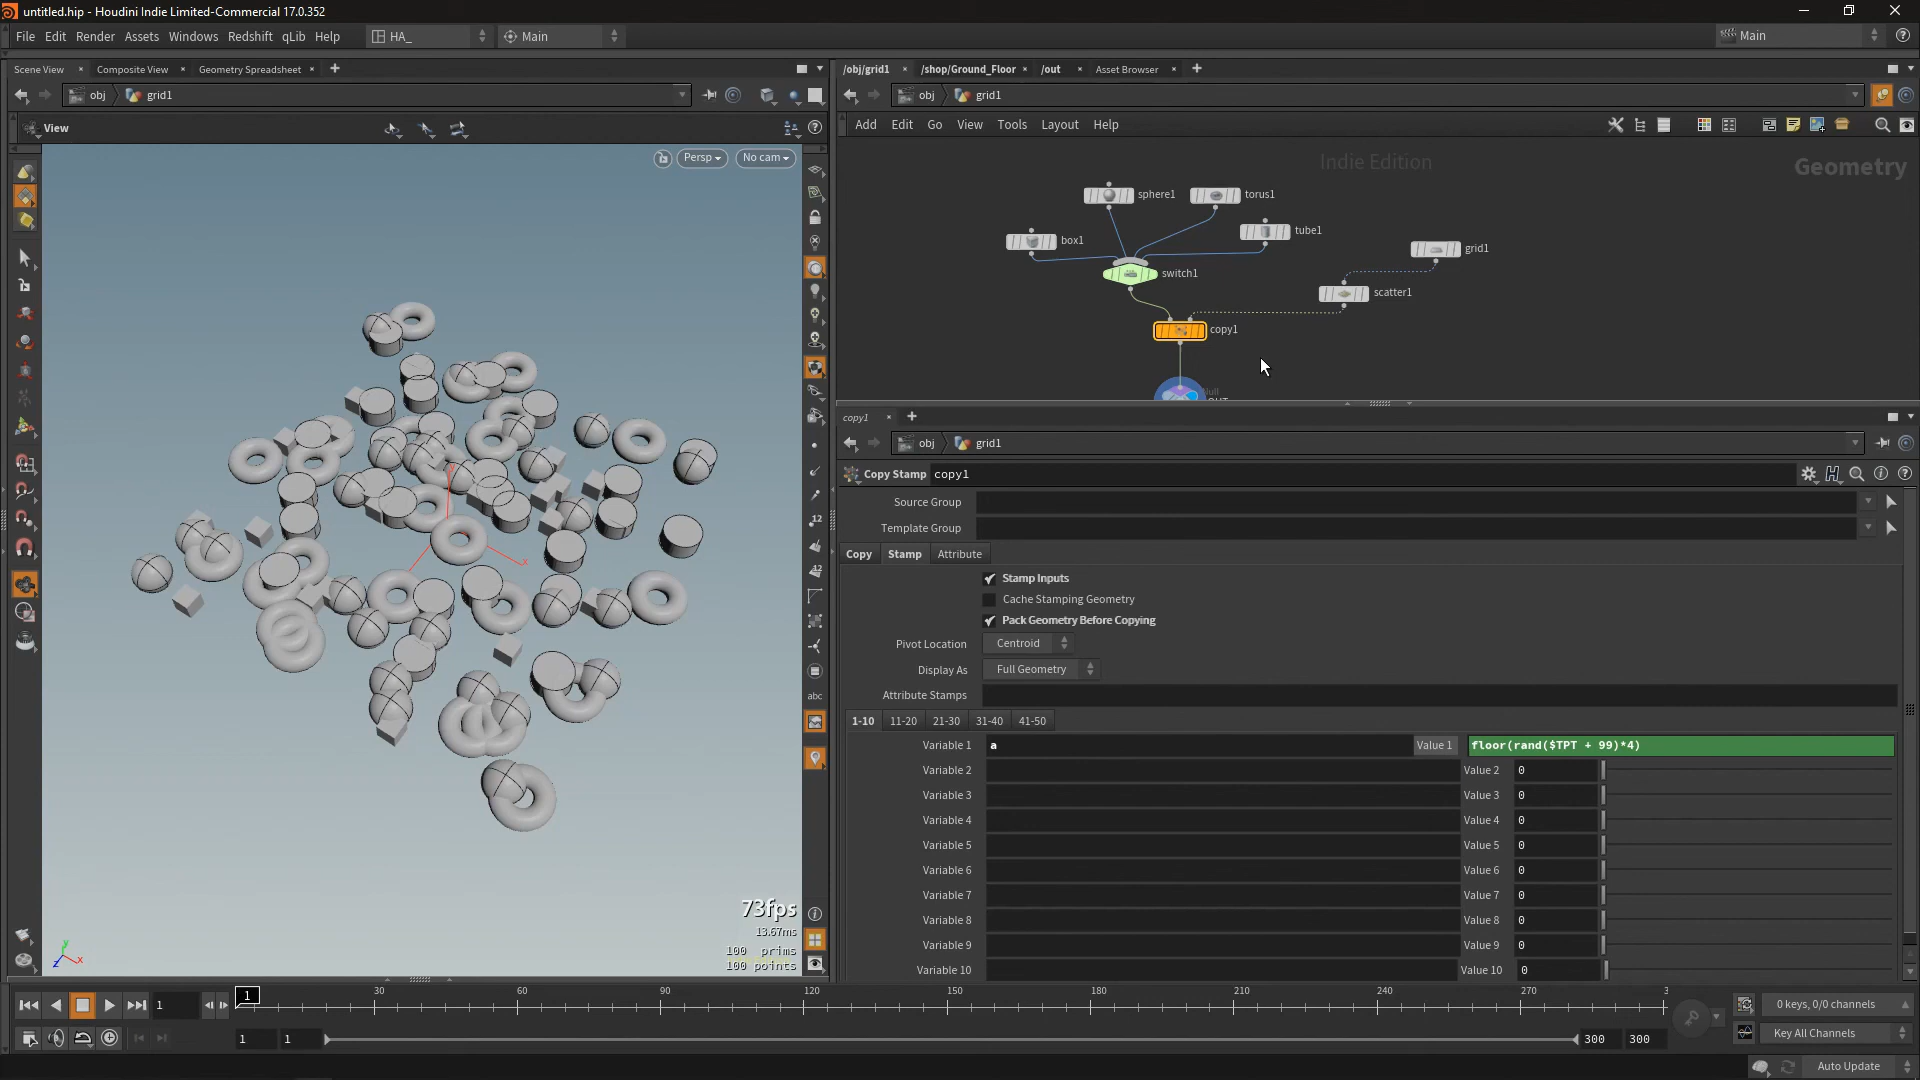 untitled.hip - Houdini Indie Limited-Commercial 17.0.352
File Edit Render Assets Windows Redshift qLib Help HA_ Main Main
Scene View Composite View Geometry Spreadsheet
obj grid1
View
Persp No cam
73fps
13.67ms
100 prims
100 points
/obj/grid1 /shop/Ground_Floor /out Asset Browser
obj grid1
Add Edit Go View Tools Layout Help
Indie Edition
Geometry
sphere1
torus1
tube1
box1
grid1
switch1
scatter1
copy1
Null
copy1
obj grid1
Copy Stamp copy1
Source Group
Template Group
Copy Stamp Attribute
Stamp Inputs
Cache Stamping Geometry
Pack Geometry Before Copying
Pivot Location Centroid
Display As Full Geometry
Attribute Stamps
1-10 11-20 21-30 31-40 41-50
Variable 1 a Value 1 floor(rand($TPT + 99)*4)
Variable 2 Value 2 0
Variable 3 Value 3 0
Variable 4 Value 4 0
Variable 5 Value 5 0
Variable 6 Value 6 0
Variable 7 Value 7 0
Variable 8 Value 8 0
Variable 9 Value 9 0
Variable 10 Value 10 0
12
12
abc
y
x
z
x
1 1 30 60 90 120 150 180 210 240 270 3
0 keys, 0/0 channels
1 1 300 300
Key All Channels
Auto Update